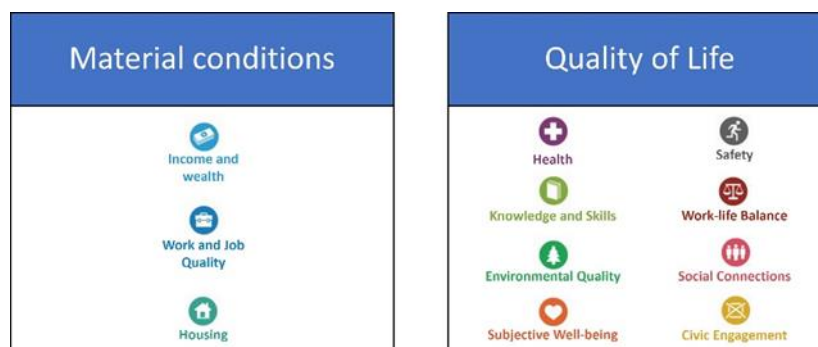 Material conditions
Income and
wealth
Work and Job
Quality
Housing
Quality of Life
Health
Safety
Knowledge and Skills
Work-life Balance
Environmental Quality
Social Connections
Subjective Well-being
Civic Engagement